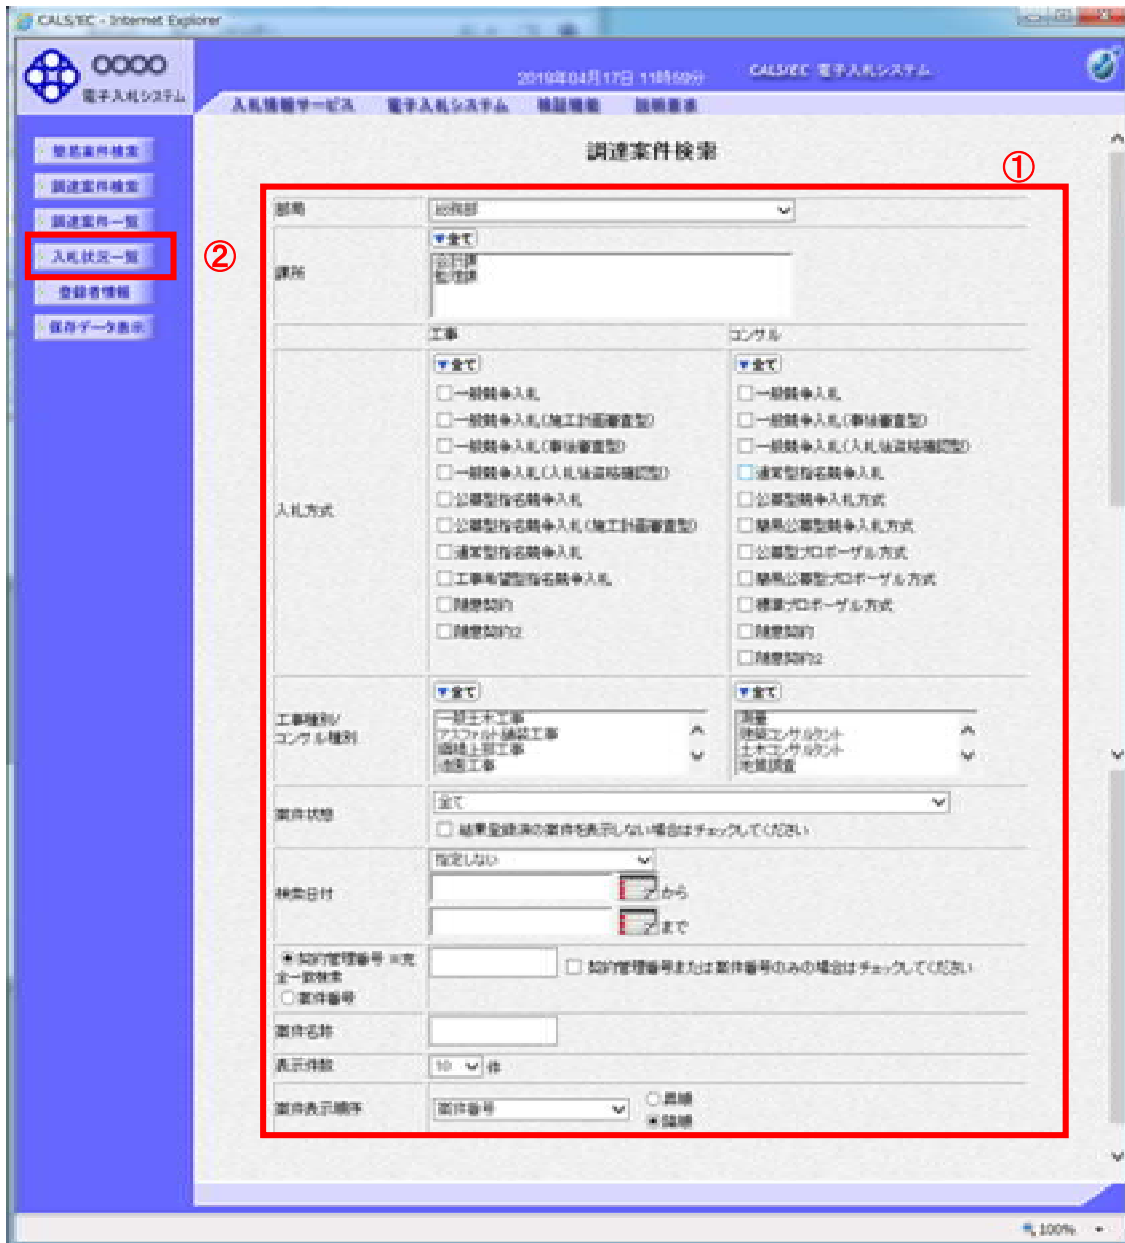 CALS/EC - Internet Explorer
OOOO
電子入札システム
2019年04月17日 11時59分
CALS/EC 電子入札システム
入札情報サービス
電子入札システム
検証機能
説明要求
簡易案件検索
調達案件検索
調達案件一覧
入札状況一覧
登録者情報
保存データ表示
②
調達案件検索
①
部局
総務部
課所
▼全て
会計課
監理課
工事
コンサル
入札方式
▼全て
一般競争入札
一般競争入札(施工計画審査型)
一般競争入札(事後審査型)
一般競争入札(入札後資格確認型)
公募型指名競争入札
公募型指名競争入札(施工計画審査型)
通常型指名競争入札
工事希望型指名競争入札
随意契約
随意契約2
▼全て
一般競争入札
一般競争入札(事後審査型)
一般競争入札(入札後資格確認型)
通常型指名競争入札
公募型競争入札方式
簡易公募型競争入札方式
公募型プロポーザル方式
簡易公募型プロポーザル方式
標準プロポーザル方式
随意契約
随意契約2
工事種別/
コンサル種別
▼全て
一般土木工事
アスファルト舗装工事
鋼橋上部工事
造園工事
▼全て
測量
建築コンサルタント
土木コンサルタント
地質調査
案件状態
全て
結果登録済の案件を表示しない場合はチェックしてください
検索日付
指定しない
から
まで
契約管理番号 ※完
全一致検索
案件番号
契約管理番号または案件番号のみの場合はチェックしてください
案件名称
表示件数
10 件
案件表示順序
案件番号
昇順
降順
100%